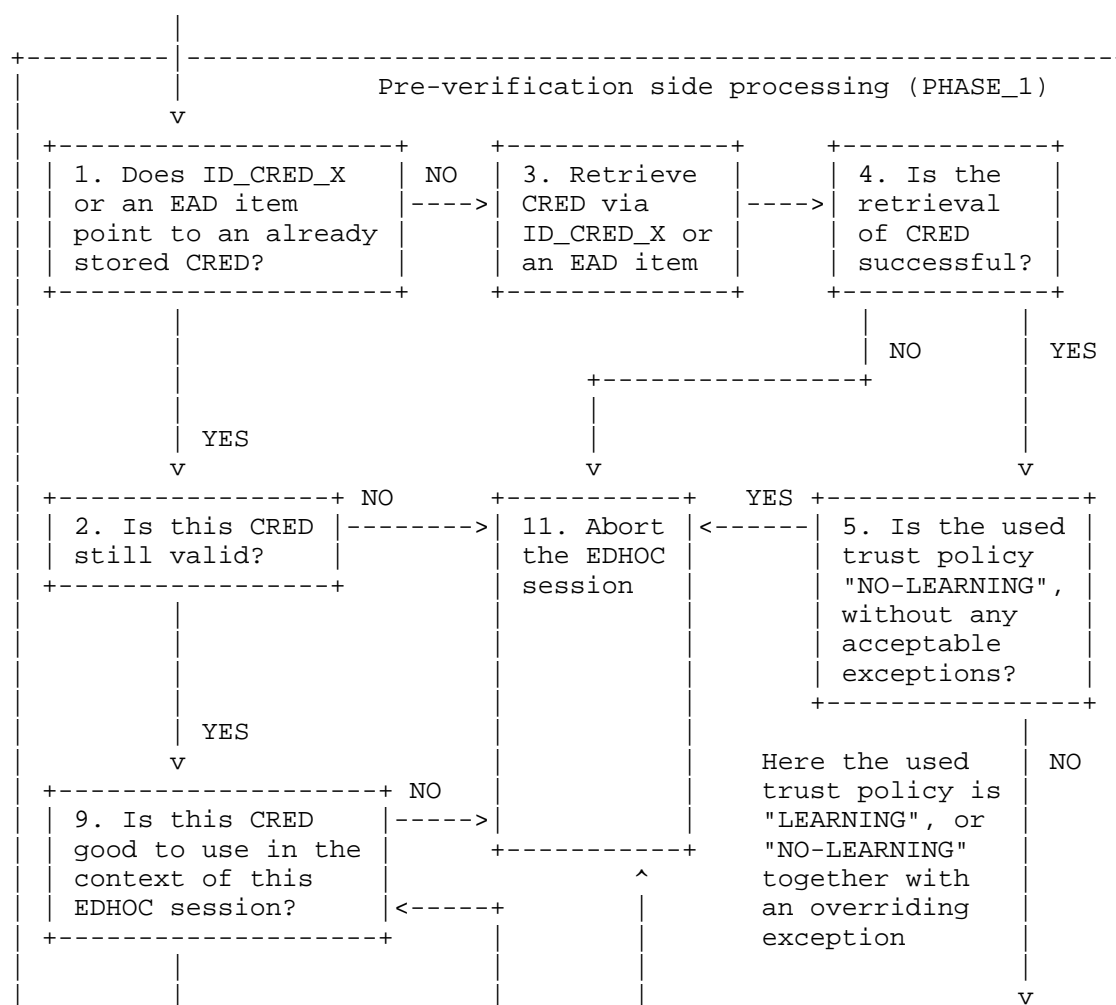 Pre-verification side processing (PHASE_1)
1. Does ID_CRED_X
or an EAD item
point to an already
stored CRED?
NO
3. Retrieve
CRED via
ID_CRED_X or
an EAD item
4. Is the
retrieval
of CRED
successful?
NO
YES
YES
2. Is this CRED
still valid?
NO
11. Abort
the EDHOC
session
YES
5. Is the used
trust policy
"NO-LEARNING",
without any
acceptable
exceptions?
YES
NO
Here the used
trust policy is
"LEARNING", or
"NO-LEARNING"
together with
an overriding
exception
9. Is this CRED
good to use in the
context of this
EDHOC session?
NO